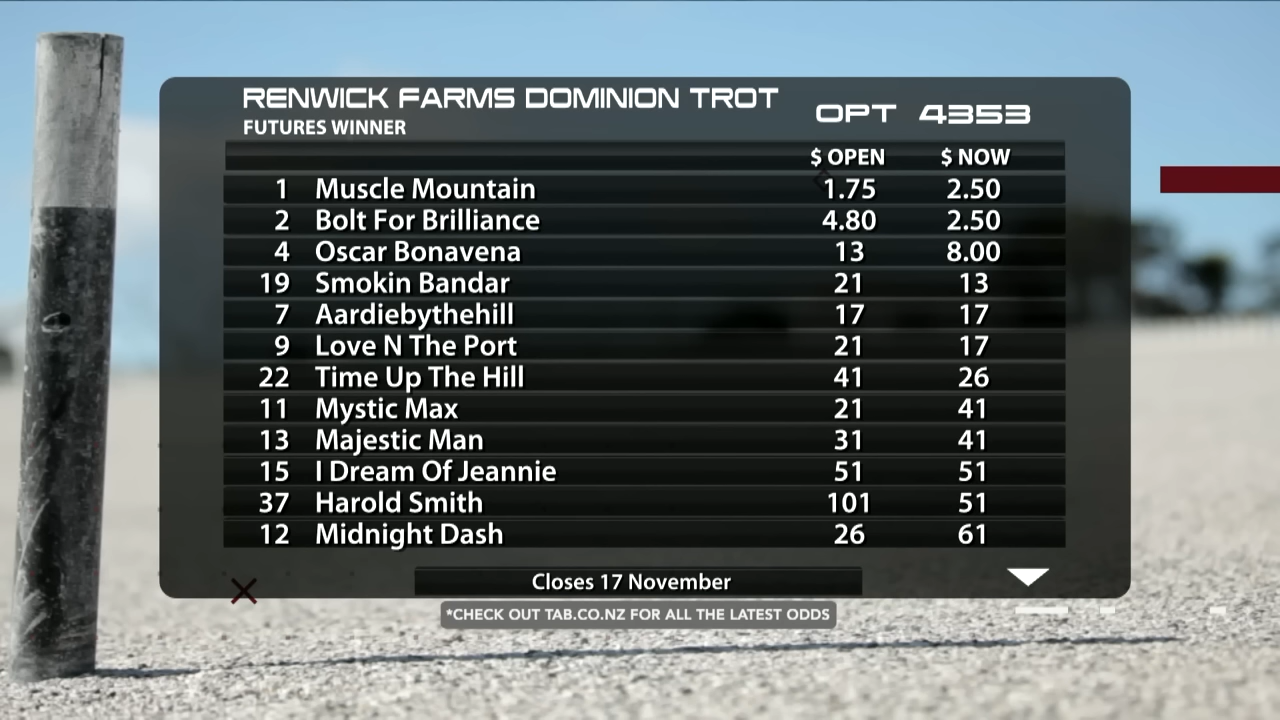 RENWICK FARMS DOMINION TROT OPT 4353
FUTURES WINNER
$ OPEN $ NOW
1 Muscle Mountain 1.75 2.50
2 Bolt For Brilliance 4.80 2.50
4 Oscar Bonavena 13 8.00
19 Smokin Bandar 21 13
7 Aardiebythehill 17 17
9 Love N The Port 21 17
22 Time Up The Hill 41 26
11 Mystic Max 21 41
13 Majestic Man 31 41
15 I Dream Of Jeannie 51 51
37 Harold Smith 101 51
12 Midnight Dash 26 61
Closes 17 November
*CHECK OUT TAB.CO.NZ FOR ALL THE LATEST ODDS